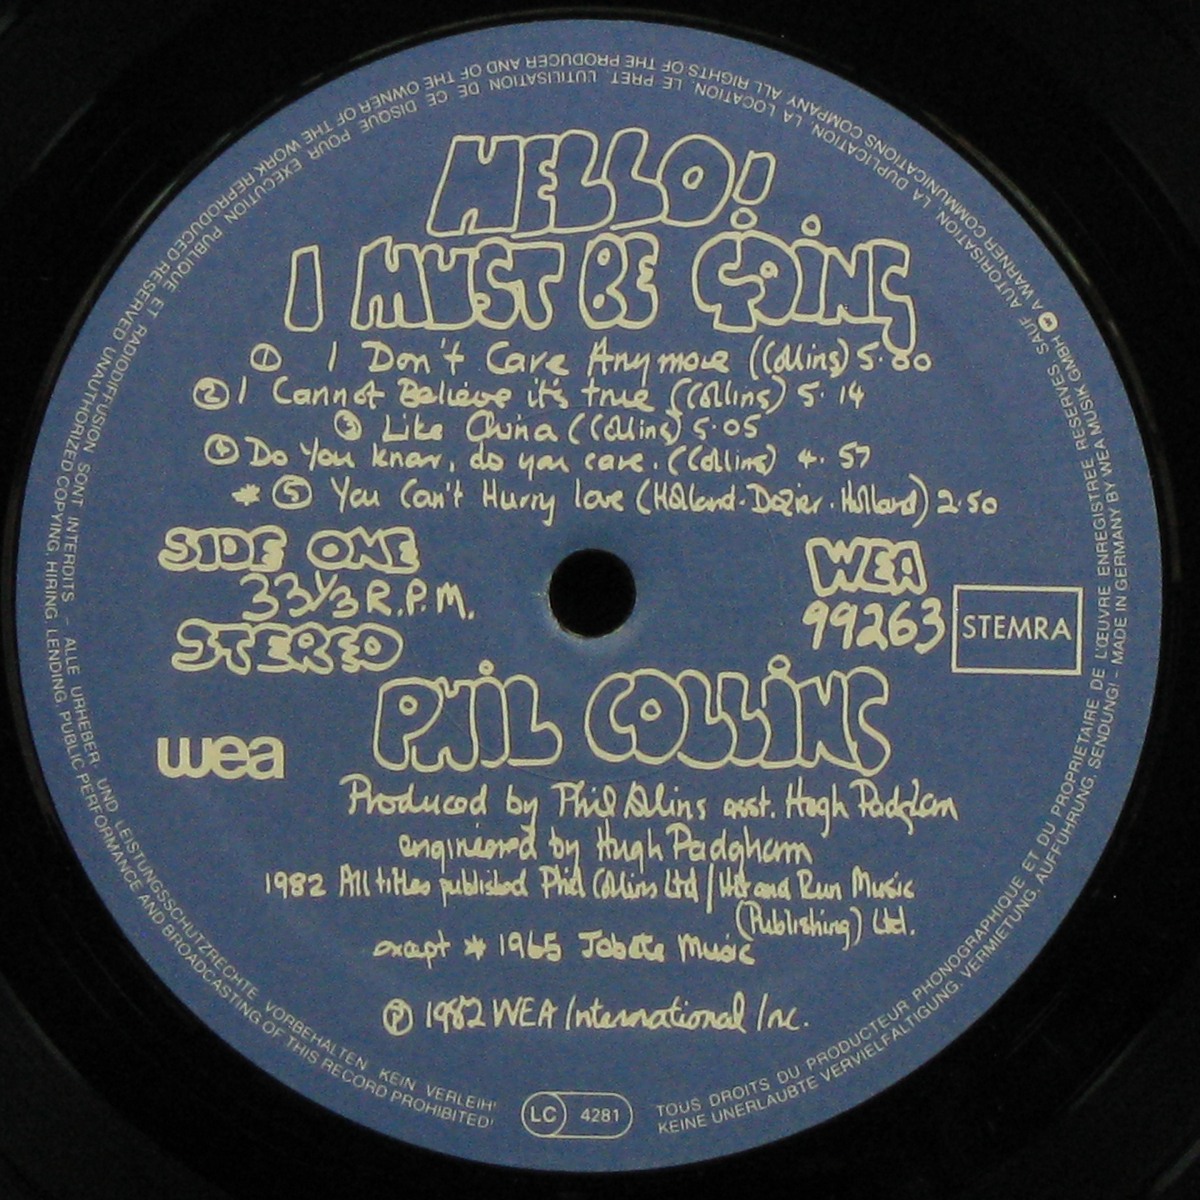 HELLO!
I MUST BE GOING
① I Don't Care Anymore (Collins) 5.00
② I Cannot Believe it's true (Collins) 5.14
③ Like China (Collins) 5.05
④ Do You know, do you care. (Collins) 4.57
* ⑤ You Can't Hurry love (Holland.Dozier.Holland) 2.50
SIDE ONE
33⅓ R.P.M.
STEREO
WEA
99263
STEMRA
PHIL COLLINS
wea
Produced by Phil Collins asst. Hugh Padgham
engineered by Hugh Padgham
1982 All titles published Phil Collins Ltd / Hit and Run Music
(Publishing) Ltd.
except * 1965 Jobete Music
Ⓟ 1982 WEA International Inc.
LC 4281
TOUS DROITS DU PRODUCTEUR PHONOGRAPHIQUE ET DU PROPRIETAIRE DE L'ŒUVRE ENREGISTREE RESERVES. SAUF AUTORISATION. LA DUPLICATION. LA LOCATION. LE PRET. L'UTILISATION DE CE DISQUE POUR EXECUTION PUBLIQUE ET RADIODIFFUSION SONT INTERDITS – ALLE URHEBER- UND LEISTUNGSSCHUTZRECHTE VORBEHALTEN KEIN VERLEIH!
KEINE UNERLAUBTE VERVIELFÄLTIGUNG, VERMIETUNG, AUFFÜHRUNG, SENDUNG! – MADE IN GERMANY BY WEA MUSIK GMBH A WARNER COMMUNICATIONS COMPANY ALL RIGHTS OF THE PRODUCER AND OF THE OWNER OF THE WORK REPRODUCED RESERVED UNAUTHORIZED COPYING, HIRING, LENDING, PUBLIC PERFORMANCE AND BROADCASTING OF THIS RECORD PROHIBITED!